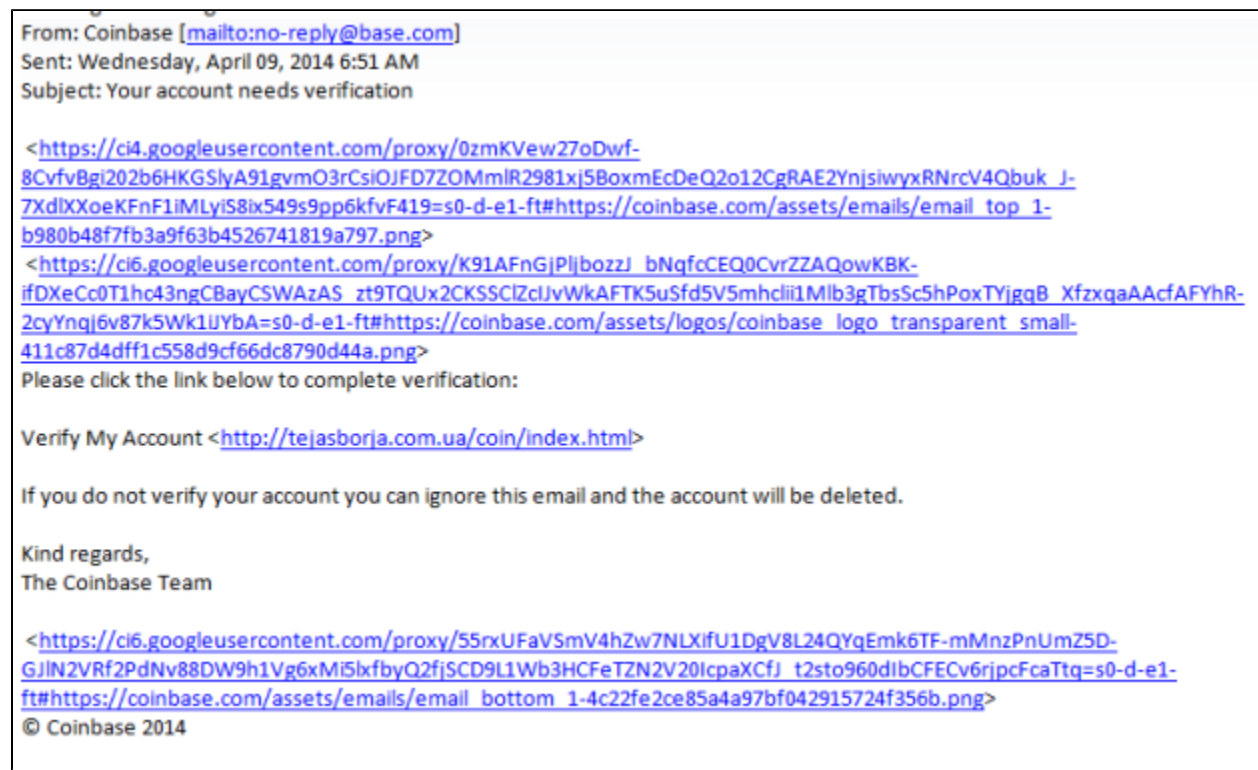 From: Coinbase [mailto:no-reply@base.com]
Sent: Wednesday, April 09, 2014 6:51 AM
Subject: Your account needs verification
<https://ci4.googleusercontent.com/proxy/0zmKVew27oDwf-
8CvfvBgi202b6HKGSlyA91gvmO3rCsiOJFD7ZOMmlR2981xj5BoxmEcDeQ2o12CgRAE2YnjsiwyxRNrcV4Qbuk_J-
7XdlXXoeKFnF1iMLyiS8ix549s9pp6kfvF419=s0-d-e1-ft#https://coinbase.com/assets/emails/email_top_1-
b980b48f7fb3a9f63b4526741819a797.png>
<https://ci6.googleusercontent.com/proxy/K91AFnGjPljbozzJ_bNqfcCEQ0CvrZZAQowKBK-
ifDXeCc0T1hc43ngCBayCSWAzAS_zt9TQUx2CKSSClZclJvWkAFTK5uSfd5V5mhclii1Mlb3gTbsSc5hPoxTYjgqB_XfzxqaAAcfAFYhR-
2cyYnqj6v87k5Wk1iJYbA=s0-d-e1-ft#https://coinbase.com/assets/logos/coinbase_logo_transparent_small-
411c87d4dff1c558d9cf66dc8790d44a.png>
Please click the link below to complete verification:
Verify My Account <http://tejasborja.com.ua/coin/index.html>
If you do not verify your account you can ignore this email and the account will be deleted.
Kind regards,
The Coinbase Team
<https://ci6.googleusercontent.com/proxy/55rxUFaVSmV4hZw7NLXifU1DgV8L24QYqEmk6TF-mMnzPnUmZ5D-
GJlN2VRf2PdNv88DW9h1Vg6xMi5lxfbyQ2fjSCD9L1Wb3HCFeTZN2V20IcpaXCfJ_t2sto960dIbCFECv6rjpcFcaTtq=s0-d-e1-
ft#https://coinbase.com/assets/emails/email_bottom_1-4c22fe2ce85a4a97bf042915724f356b.png>
© Coinbase 2014